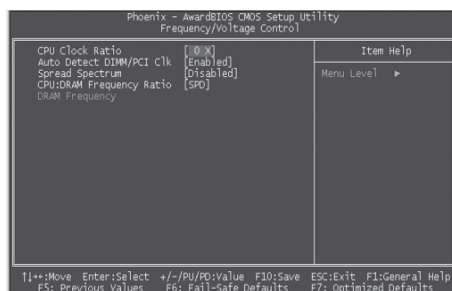 Phoenix - AwardBIOS CMOS Setup Utility
Frequency/Voltage Control
CPU Clock Ratio [ 0 X]
Auto Detect DIMM/PCI Clk [Enabled]
Spread Spectrum [Disabled]
CPU:DRAM Frequency Ratio [SPD]
DRAM Frequency
Item Help
Menu Level ►
↑↓→←:Move Enter:Select +/-/PU/PD:Value F10:Save ESC:Exit F1:General Help
F5: Previous Values F6: Fail-Safe Defaults F7: Optimized Defaults